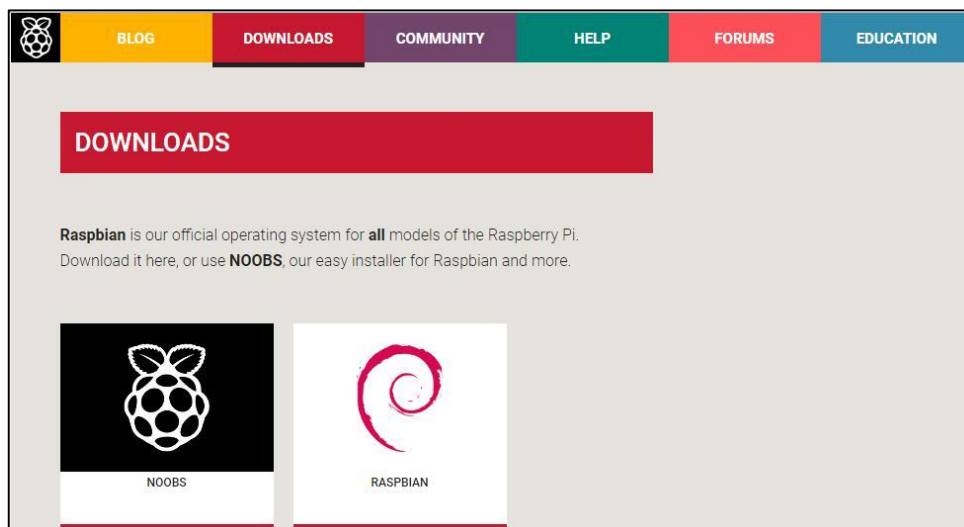 BLOG DOWNLOADS COMMUNITY HELP FORUMS EDUCATION
DOWNLOADS
Raspbian is our official operating system for all models of the Raspberry Pi.
Download it here, or use NOOBS, our easy installer for Raspbian and more.
NOOBS RASPBIAN